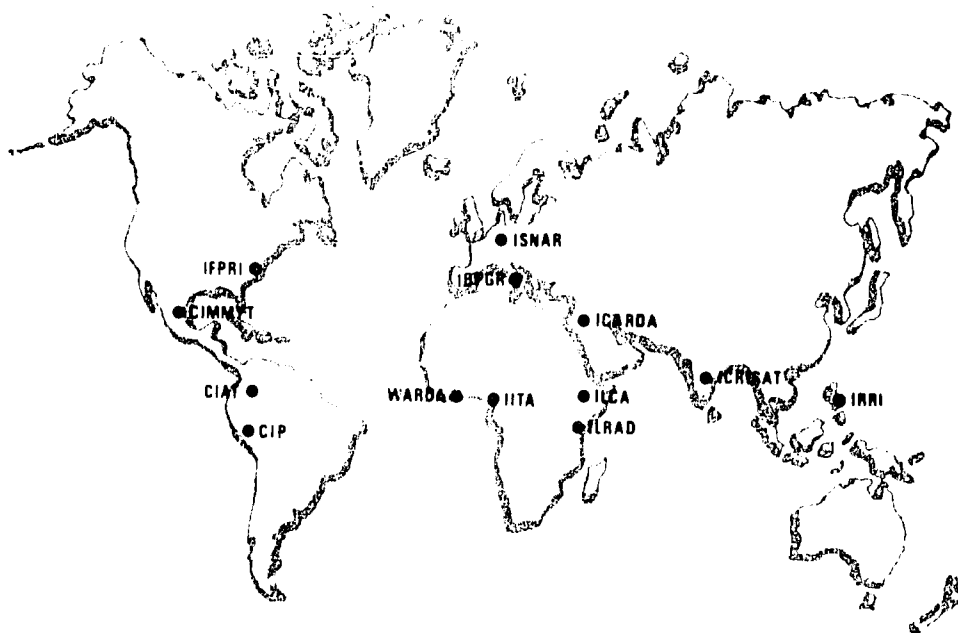 ISNAR
IFPRI
IBPGR
CIMMYT
ICARDA
ICRISAT
CIAT
WARDA
IITA
ILCA
IRRI
CIP
ILRAD